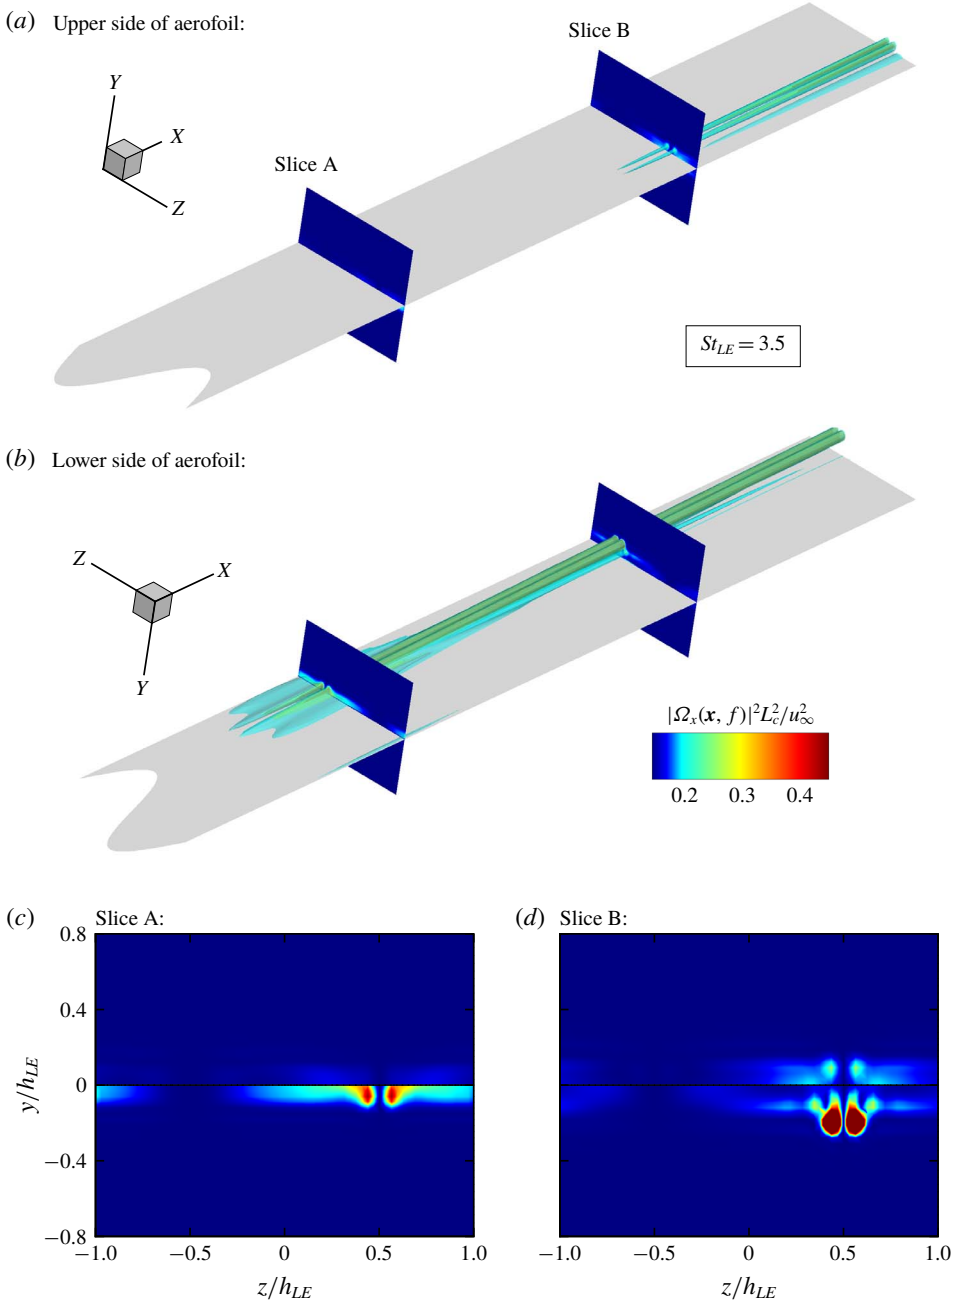 (a) Upper side of aerofoil:
Slice B
Y
X
Slice A
Z
St_LE = 3.5
(b) Lower side of aerofoil:
Z
X
Y
|Ω_x(x, f)|²L_c²/u_∞²
0.2 0.3 0.4
(c) Slice A:
0.8
0.4
0
−0.4
−0.8
y/h_LE
−1.0 −0.5 0 0.5 1.0
z/h_LE
(d) Slice B:
−1.0 −0.5 0 0.5 1.0
z/h_LE